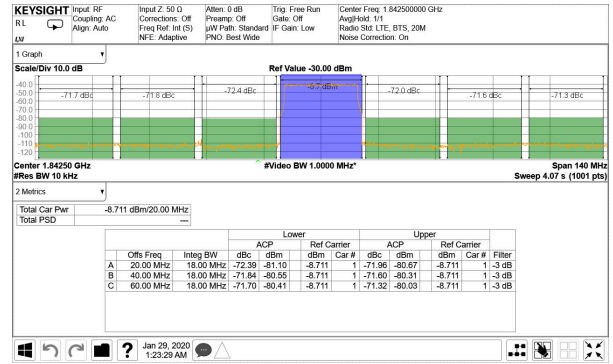 KEYSIGHT Input: RF Input Z: 50 Ω Atten: 0 dB Trig: Free Run Center Freq: 1.842500000 GHz
RL Coupling: AC Corrections: Off Preamp: Off Gate: Off Avg|Hold: 1/1
Align: Auto Freq Ref: Int (S) µW Path: Standard IF Gain: Low Radio Std: LTE, BTS, 20M
LXI NFE: Adaptive PNO: Best Wide Noise Correction: On
1 Graph
Scale/Div 10.0 dB Ref Value -30.00 dBm
-40.0
-50.0
-60.0
-70.0
-80.0
-90.0
-100
-110
-120
-71.7 dBc -71.8 dBc -72.4 dBc -8.7 dBm -72.0 dBc -71.6 dBc -71.3 dBc
Center 1.84250 GHz #Video BW 1.0000 MHz* Span 140 MHz
#Res BW 10 kHz Sweep 4.07 s (1001 pts)
2 Metrics
Total Car Pwr -8.711 dBm/20.00 MHz
Total PSD ---
Lower Upper
ACP Ref Carrier ACP Ref Carrier
Offs Freq Integ BW dBc dBm dBm Car # dBc dBm dBm Car # Filter
A 20.00 MHz 18.00 MHz -72.39 -81.10 -8.711 1 -71.96 -80.67 -8.711 1 -3 dB
B 40.00 MHz 18.00 MHz -71.84 -80.55 -8.711 1 -71.60 -80.31 -8.711 1 -3 dB
C 60.00 MHz 18.00 MHz -71.70 -80.41 -8.711 1 -71.32 -80.03 -8.711 1 -3 dB
? Jan 29, 2020
1:23:29 AM